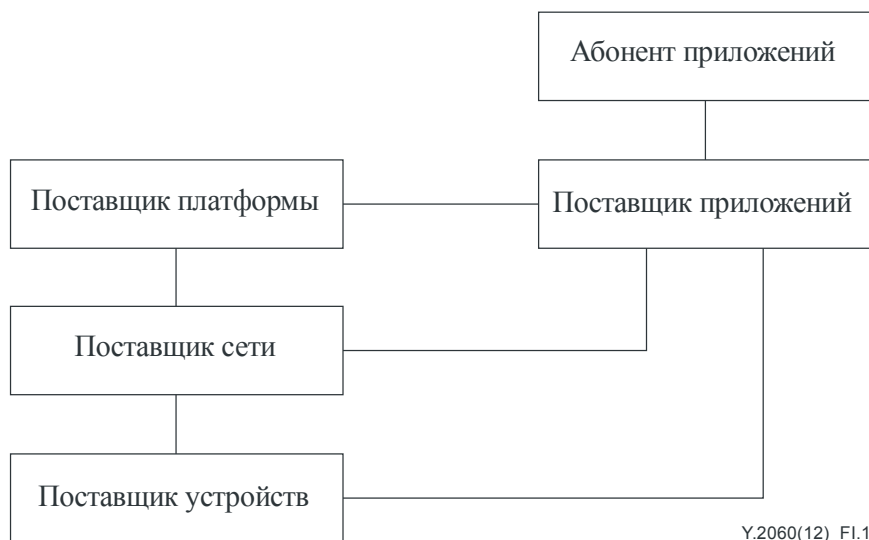 Абонент приложений
Поставщик платформы
Поставщик приложений
Поставщик сети
Поставщик устройств
Y.2060(12)_FI.1